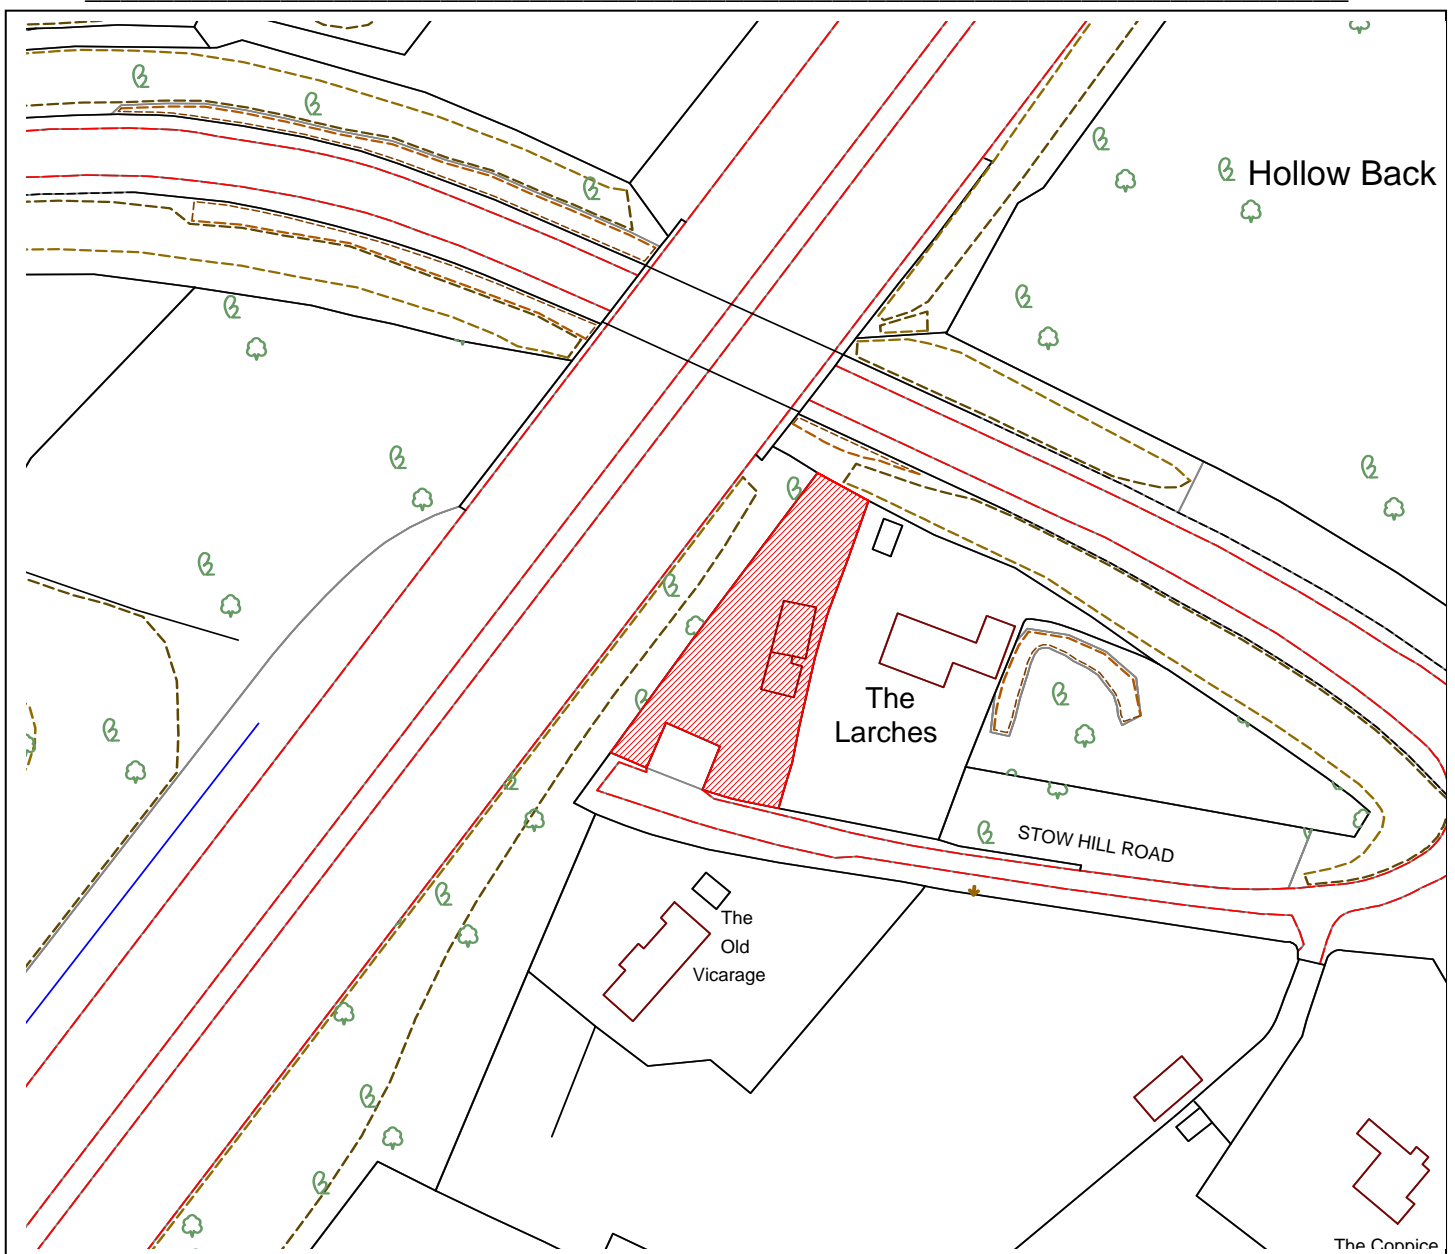 Hollow Back
The
Larches
STOW HILL ROAD
The
Old
Vicarage
The Coppice